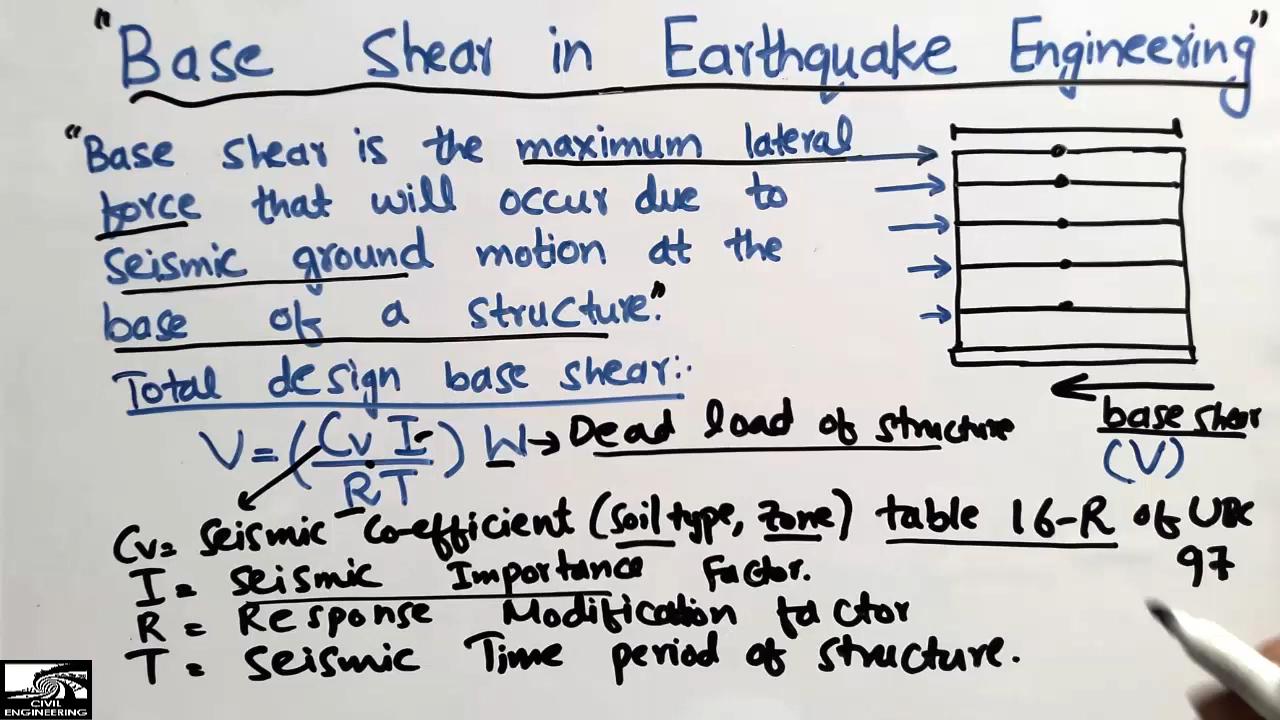 "Base Shear in Earthquake Engineering"
"Base shear is the maximum lateral
force that will occur due to
seismic ground motion at the
base of a structure."
Total design base shear:
V = (Cv I / R T) W → Dead load of structure
base shear
(V)
Cv = Seismic Co-efficient (Soil type, Zone) table 16-R of UBC
97
I = Seismic Importance Factor.
R = Response Modification factor
T = Seismic Time period of structure.
CIVIL
ENGINEERING